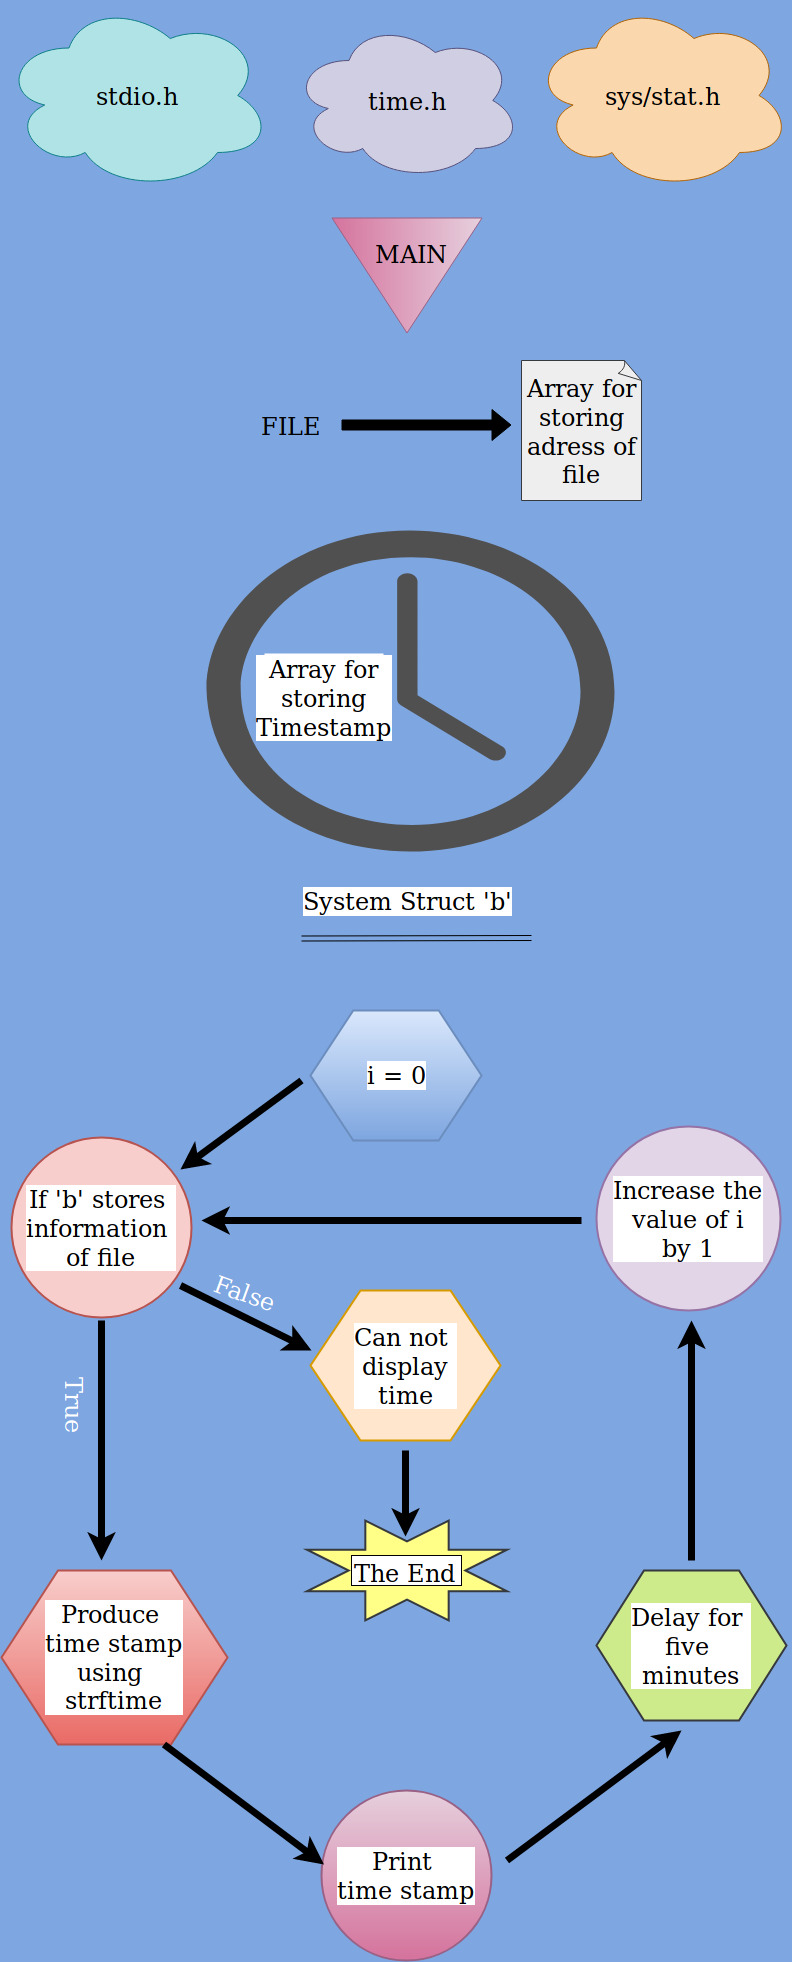 stdio.h
time.h
sys/stat.h
MAIN
FILE
Array for
storing
adress of
file
Array for
storing
Timestamp
System Struct 'b'
i = 0
If 'b' stores
information
of file
Increase the
value of i
by 1
False
Can not
display
time
True
The End
Produce
time stamp
using
strftime
Delay for
five
minutes
Print
time stamp